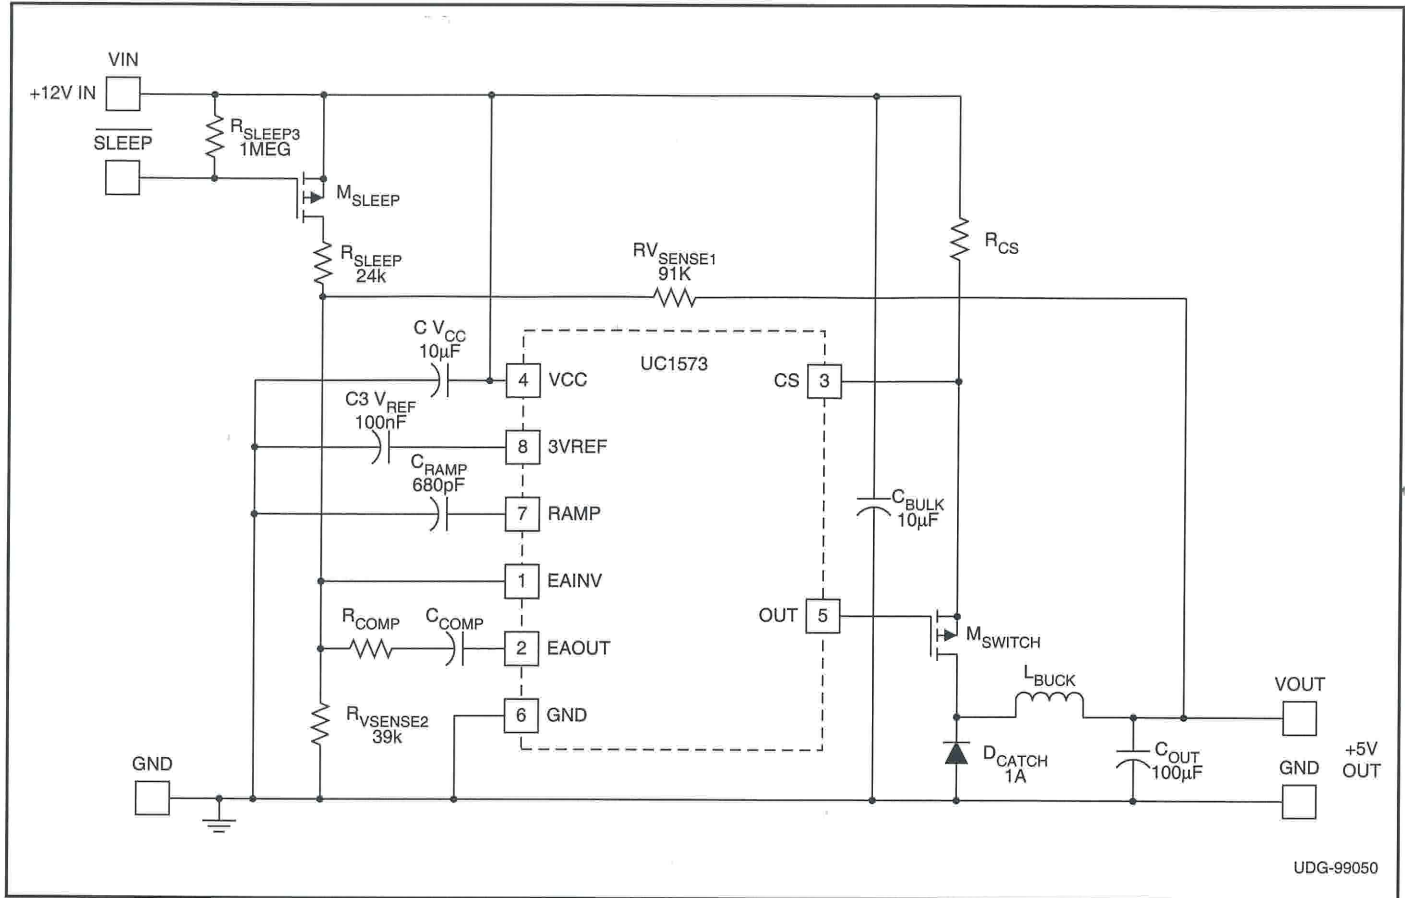 VIN
+12V IN
SLEEP
RSLEEP3
1MEG
MSLEEP
RSLEEP
24k
RVSENSE1
91K
RCS
C VCC
10µF
UC1573
4
VCC
CS
3
C3 VREF
100nF
8
3VREF
CRAMP
680pF
7
RAMP
CBULK
10µF
1
EAINV
RCOMP
CCOMP
2
EAOUT
OUT
5
MSWITCH
RVSENSE2
39k
6
GND
LBUCK
VOUT
DCATCH
1A
COUT
100µF
+5V
OUT
GND
GND
UDG-99050